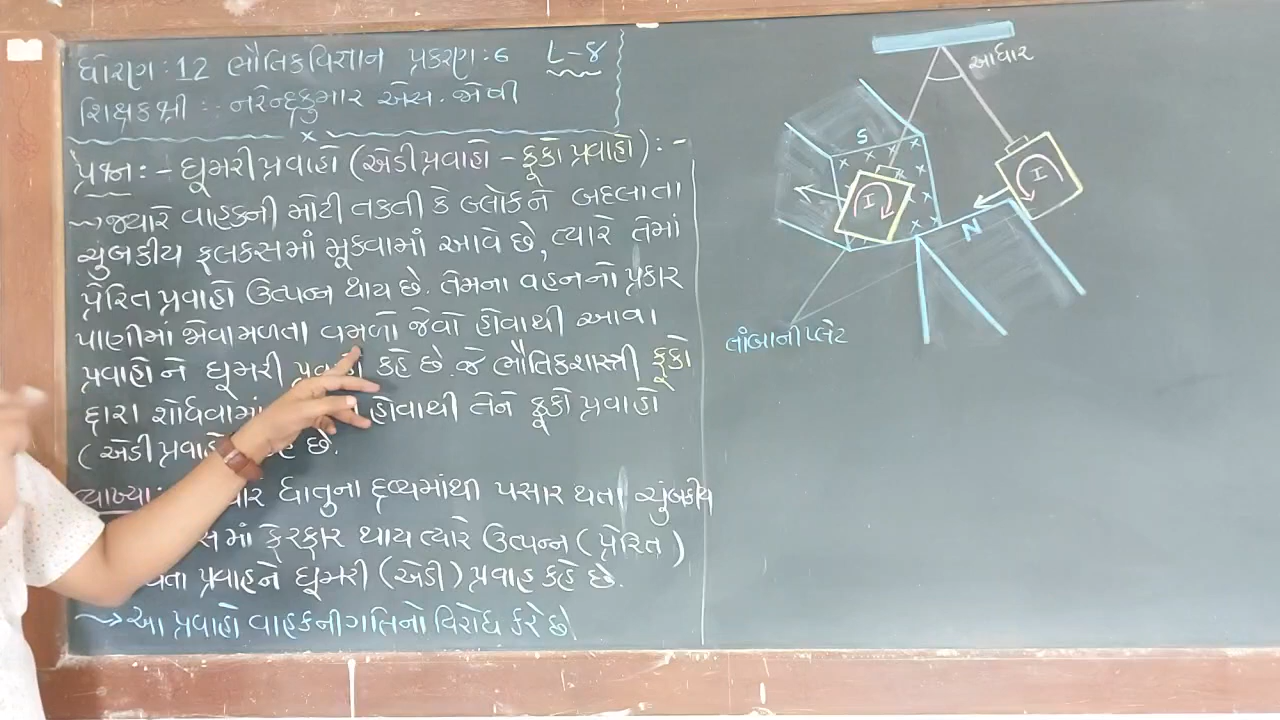 ધોરણ: 12 ભૌતિકવિજ્ઞાન પ્રકરણ: 6 L-8
શિક્ષકશ્રી :- નરેન્દ્રકુમાર એસ. જોષી
x
પ્રશ્ન: - ઘૂમરી પ્રવાહો (એડી પ્રવાહો - ફૂકો પ્રવાહો) : -
જ્યારે વાહકની મોટી તકતી કે બ્લોકને બદલાતા
ચુંબકીય ફ્લક્સમાં મૂકવામાં આવે છે, ત્યારે તેમાં
પ્રેરિત પ્રવાહો ઉત્પન્ન થાય છે. તેમના વહનનો પ્રકાર
પાણીમાં જોવા મળતા વમળો જેવો હોવાથી આવા
પ્રવાહોને ઘૂમરી કહે છે. જે ભૌતિકશાસ્ત્રી ફૂકો
દ્વારા હોવાથી તેને ફૂકો પ્રવાહો
(એડી છે.
વ્યાખ્યા: ધાતુના દ્રવ્યમાંથી પસાર થતા ચુંબકીય
ફેરફાર થાય ત્યારે ઉત્પન્ન (પ્રેરિત)
થતા પ્રવાહને ઘૂમરી (એડી) પ્રવાહ કહે છે.
→ આ પ્રવાહો વાહકની ગતિનો વિરોધ કરે છે
આધાર
S
I
I
N
તાંબાની પ્લેટ